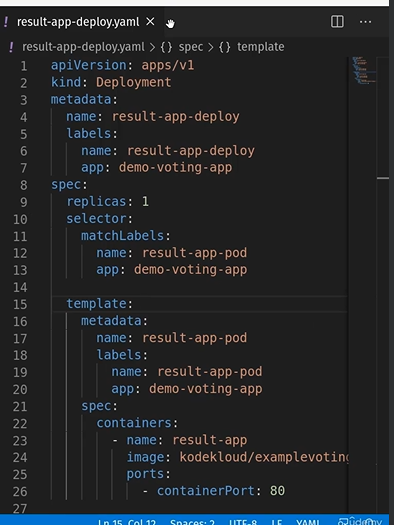 ! result-app-deploy.yaml ×
! result-app-deploy.yaml > {} spec > {} template
1 apiVersion: apps/v1
2 kind: Deployment
3 metadata:
4   name: result-app-deploy
5   labels:
6     name: result-app-deploy
7     app: demo-voting-app
8 spec:
9   replicas: 1
10   selector:
11     matchLabels:
12       name: result-app-pod
13       app: demo-voting-app
14
15   template:
16     metadata:
17       name: result-app-pod
18       labels:
19         name: result-app-pod
20         app: demo-voting-app
21     spec:
22       containers:
23         - name: result-app
24           image: kodekloud/examplevoting
25           ports:
26             - containerPort: 80
27
Ln 15, Col 12 Spaces: 2 UTF-8 LF YAML
Udemy